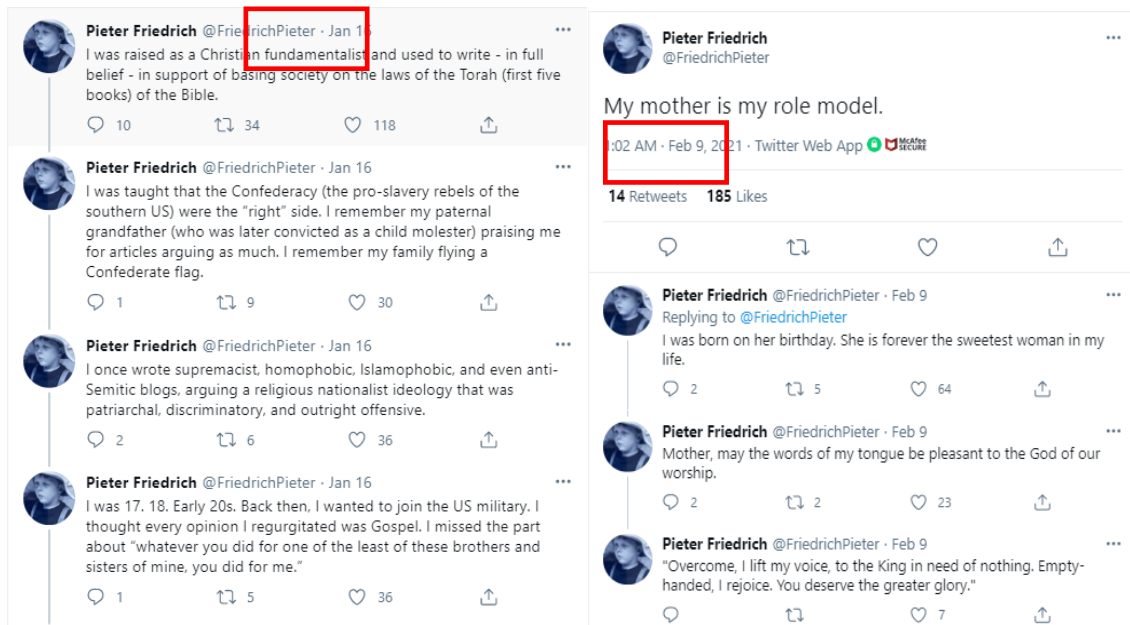 Pieter Friedrich @FriedrichPieter · Jan 16
I was raised as a Christian fundamentalist and used to write - in full
belief - in support of basing society on the laws of the Torah (first five
books) of the Bible.
10 34 118
Pieter Friedrich @FriedrichPieter · Jan 16
I was taught that the Confederacy (the pro-slavery rebels of the
southern US) were the “right” side. I remember my paternal
grandfather (who was later convicted as a child molester) praising me
for articles arguing as much. I remember my family flying a
Confederate flag.
1 9 30
Pieter Friedrich @FriedrichPieter · Jan 16
I once wrote supremacist, homophobic, Islamophobic, and even anti-
Semitic blogs, arguing a religious nationalist ideology that was
patriarchal, discriminatory, and outright offensive.
2 6 36
Pieter Friedrich @FriedrichPieter · Jan 16
I was 17. 18. Early 20s. Back then, I wanted to join the US military. I
thought every opinion I regurgitated was Gospel. I missed the part
about “whatever you did for one of the least of these brothers and
sisters of mine, you did for me.”
1 5 36
Pieter Friedrich
@FriedrichPieter
My mother is my role model.
1:02 AM · Feb 9, 2021 · Twitter Web App McAfee SECURE
14 Retweets 185 Likes
Pieter Friedrich @FriedrichPieter · Feb 9
Replying to @FriedrichPieter
I was born on her birthday. She is forever the sweetest woman in my
life.
2 5 64
Pieter Friedrich @FriedrichPieter · Feb 9
Mother, may the words of my tongue be pleasant to the God of our
worship.
2 2 23
Pieter Friedrich @FriedrichPieter · Feb 9
"Overcome, I lift my voice, to the King in need of nothing. Empty-
handed, I rejoice. You deserve the greater glory."
7